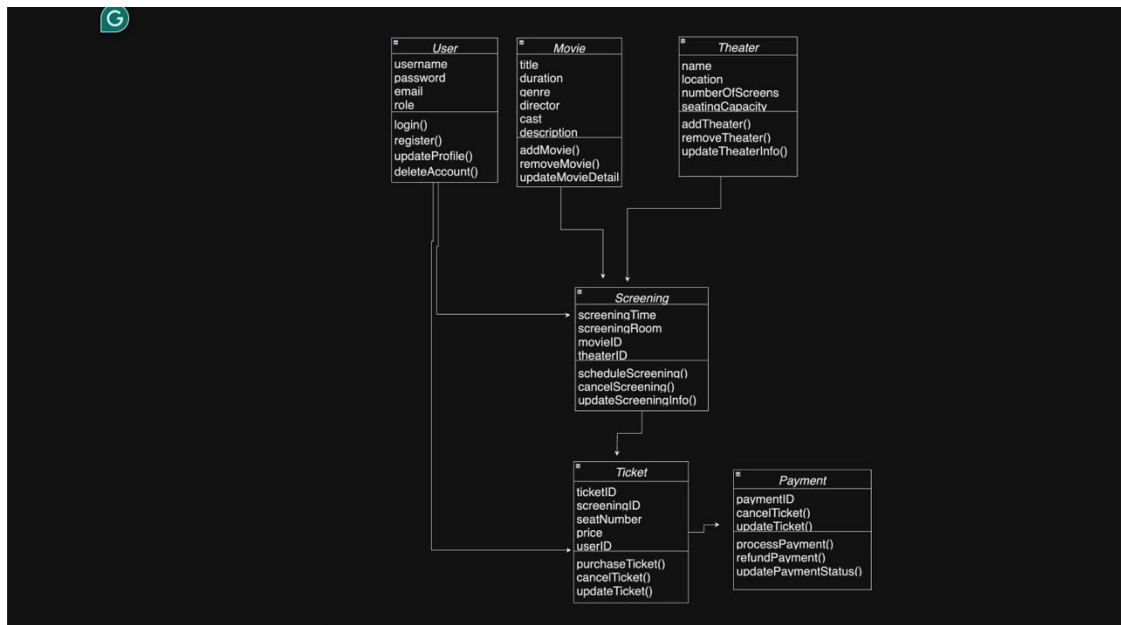 G
User
username
password
email
role
login()
register()
updateProfile()
deleteAccount()
Movie
title
duration
genre
director
cast
description
addMovie()
removeMovie()
updateMovieDetail
Theater
name
location
numberOfScreens
seatingCapacity
addTheater()
removeTheater()
updateTheaterInfo()
Screening
screeningTime
screeningRoom
movieID
theaterID
scheduleScreening()
cancelScreening()
updateScreeningInfo()
Ticket
ticketID
screeningID
seatNumber
price
userID
purchaseTicket()
cancelTicket()
updateTicket()
Payment
paymentID
cancelTicket()
updateTicket()
processPayment()
refundPayment()
updatePaymentStatus()